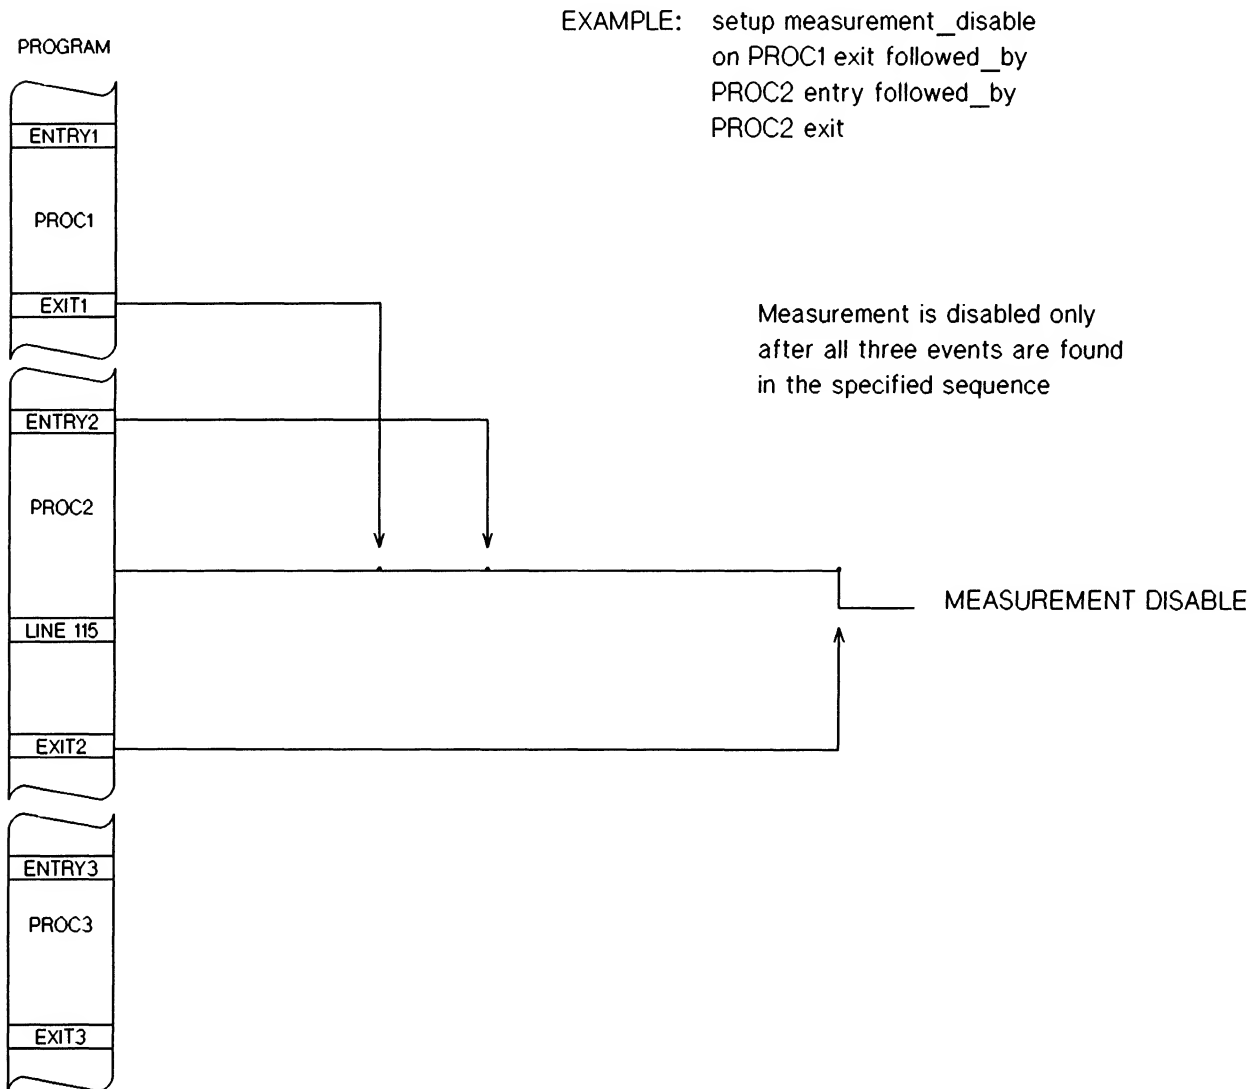 EXAMPLE: setup measurement_disable
on PROC1 exit followed_by
PROC2 entry followed_by
PROC2 exit
PROGRAM
ENTRY1
PROC1
EXIT1
Measurement is disabled only
after all three events are found
in the specified sequence
ENTRY2
PROC2
MEASUREMENT DISABLE
LINE 115
EXIT2
ENTRY3
PROC3
EXIT3